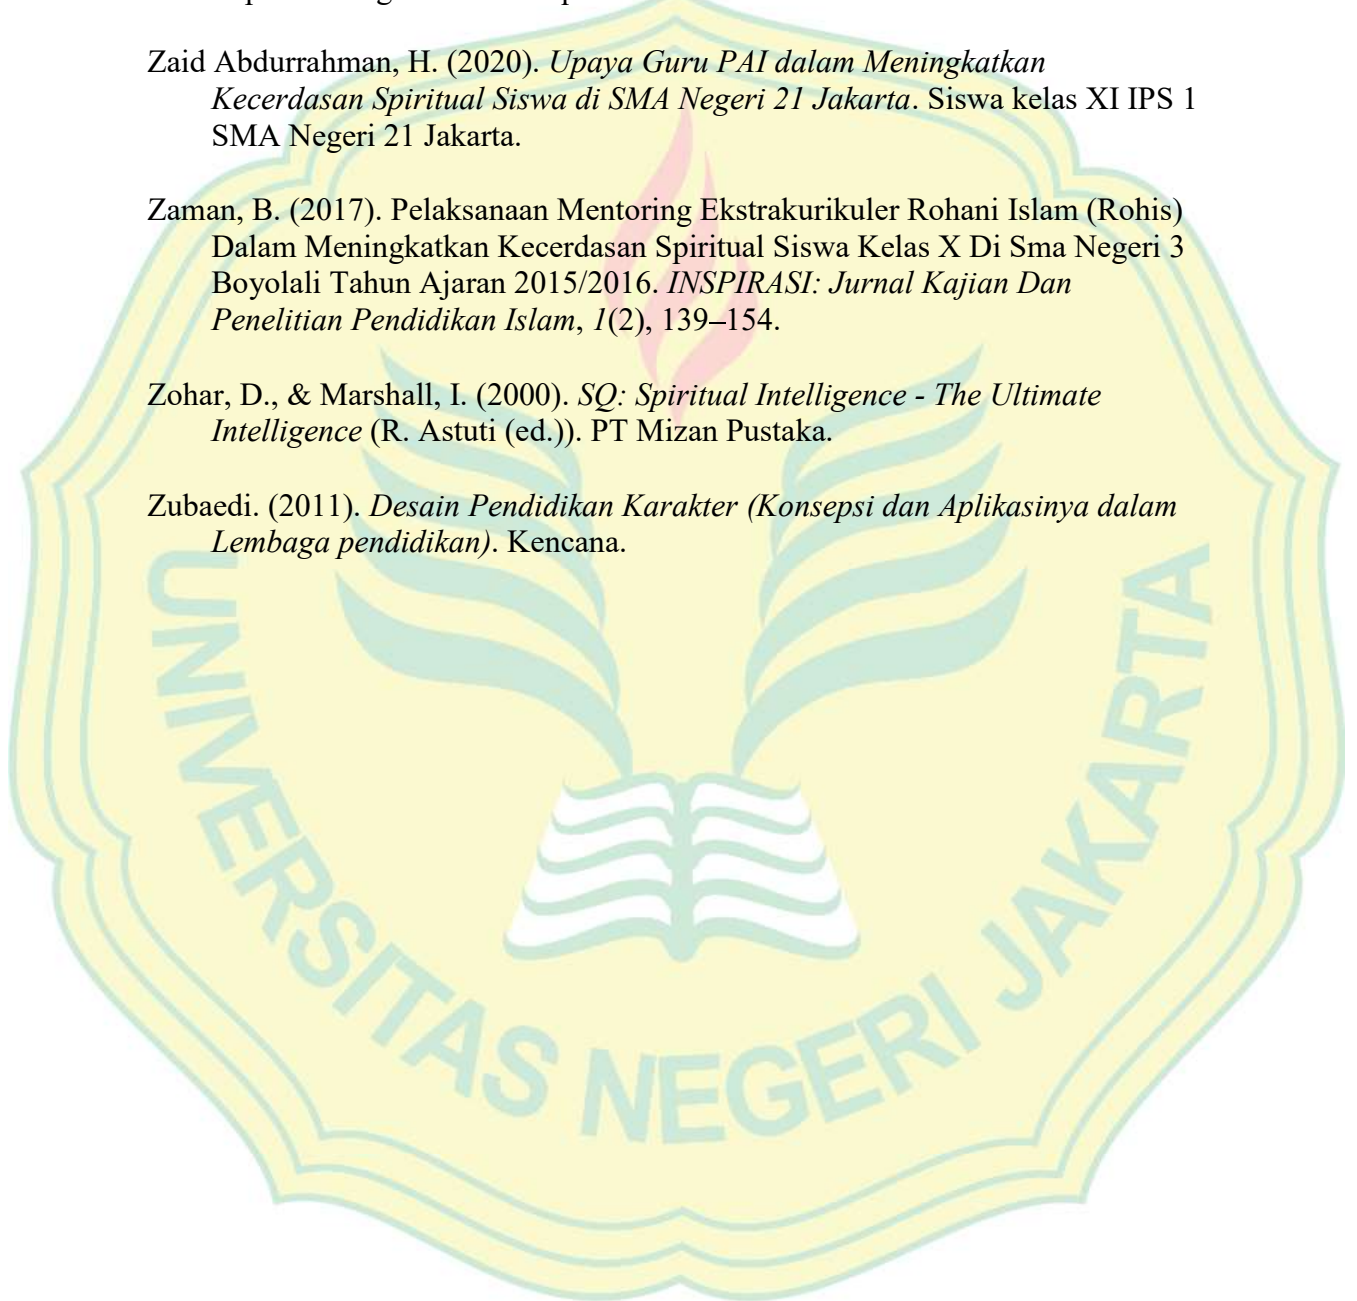 Zaid Abdurrahman, H. (2020). Upaya Guru PAI dalam Meningkatkan
Kecerdasan Spiritual Siswa di SMA Negeri 21 Jakarta. Siswa kelas XI IPS 1
SMA Negeri 21 Jakarta.
Zaman, B. (2017). Pelaksanaan Mentoring Ekstrakurikuler Rohani Islam (Rohis)
Dalam Meningkatkan Kecerdasan Spiritual Siswa Kelas X Di Sma Negeri 3
Boyolali Tahun Ajaran 2015/2016. INSPIRASI: Jurnal Kajian Dan
Penelitian Pendidikan Islam, 1(2), 139–154.
Zohar, D., & Marshall, I. (2000). SQ: Spiritual Intelligence - The Ultimate
Intelligence (R. Astuti (ed.)). PT Mizan Pustaka.
Zubaedi. (2011). Desain Pendidikan Karakter (Konsepsi dan Aplikasinya dalam
Lembaga pendidikan). Kencana.
UNIVERSITAS NEGERI JAKARTA